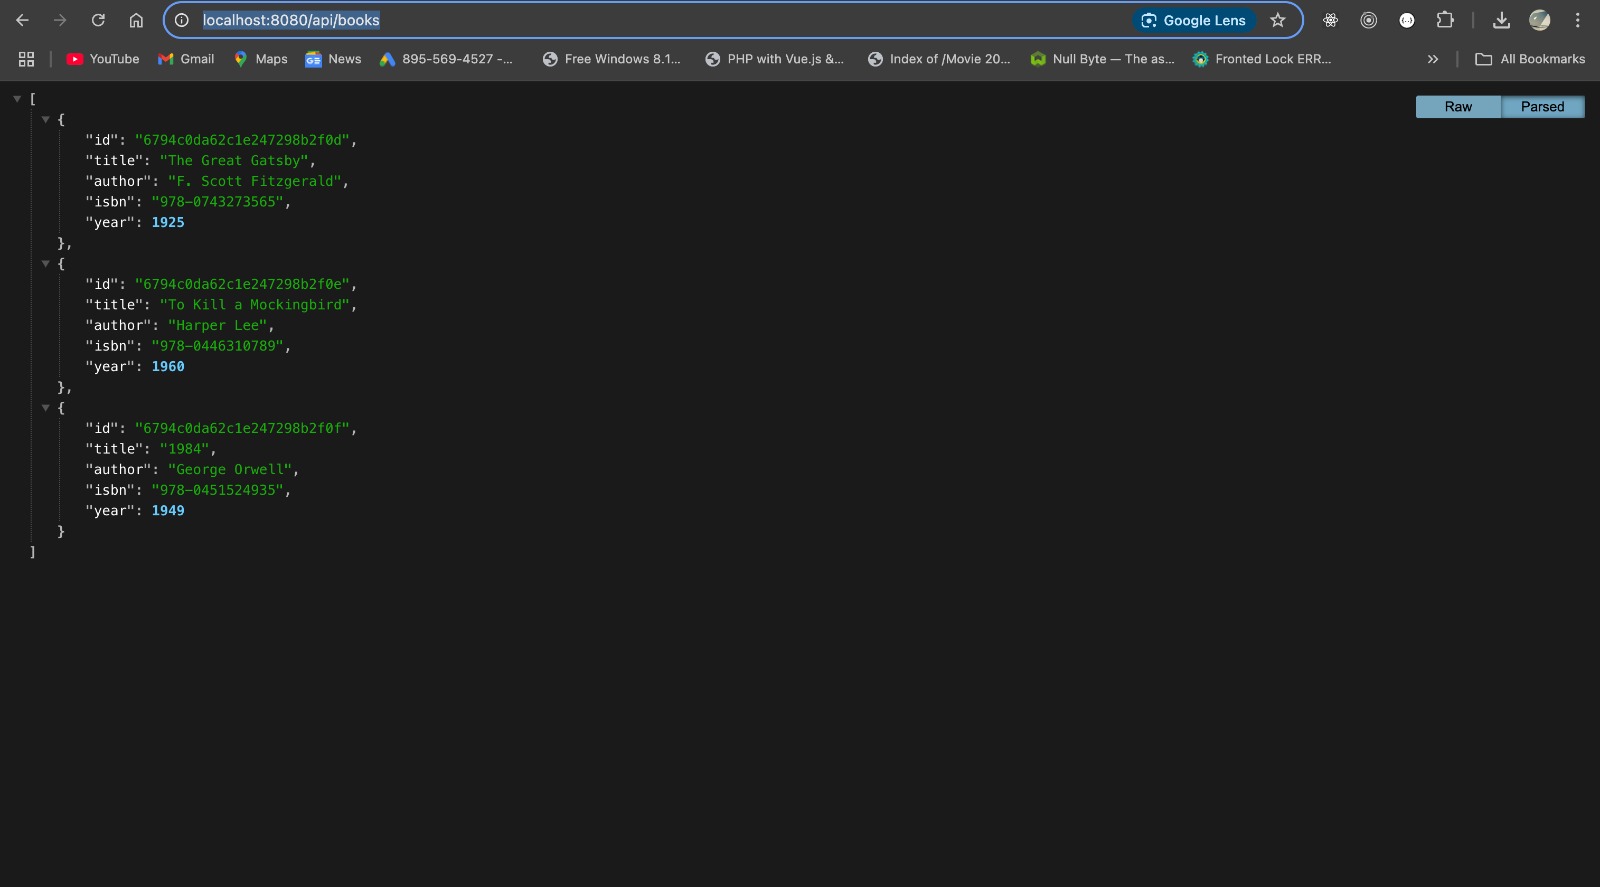 localhost:8080/api/books
Google Lens
YouTube
Gmail
Maps
News
895-569-4527 -...
Free Windows 8.1...
PHP with Vue.js &...
Index of /Movie 20...
Null Byte — The as...
Fronted Lock ERR...
»
All Bookmarks
Raw
Parsed
[
{
"id": "6794c0da62c1e247298b2f0d",
"title": "The Great Gatsby",
"author": "F. Scott Fitzgerald",
"isbn": "978-0743273565",
"year": 1925
},
{
"id": "6794c0da62c1e247298b2f0e",
"title": "To Kill a Mockingbird",
"author": "Harper Lee",
"isbn": "978-0446310789",
"year": 1960
},
{
"id": "6794c0da62c1e247298b2f0f",
"title": "1984",
"author": "George Orwell",
"isbn": "978-0451524935",
"year": 1949
}
]